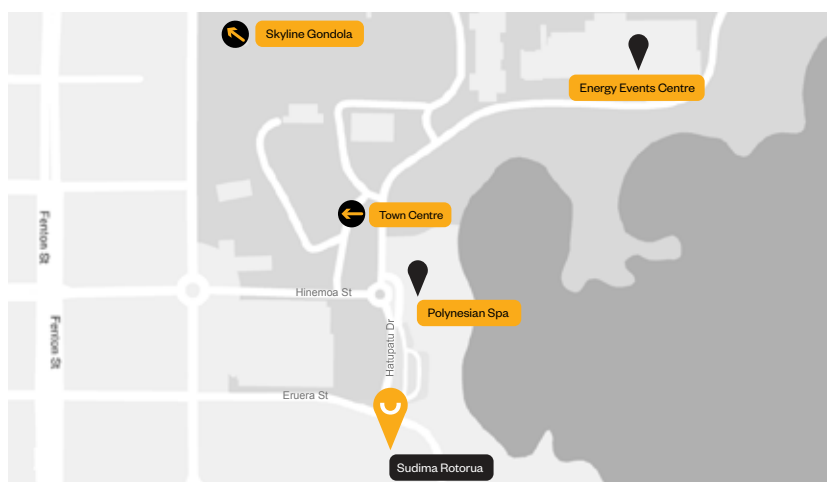 Skyline Gondola
Energy Events Centre
Town Centre
Fenton St
Hinemoa St
Polynesian Spa
Fenton St
Hatupatu Dr
Eruera St
Sudima Rotorua